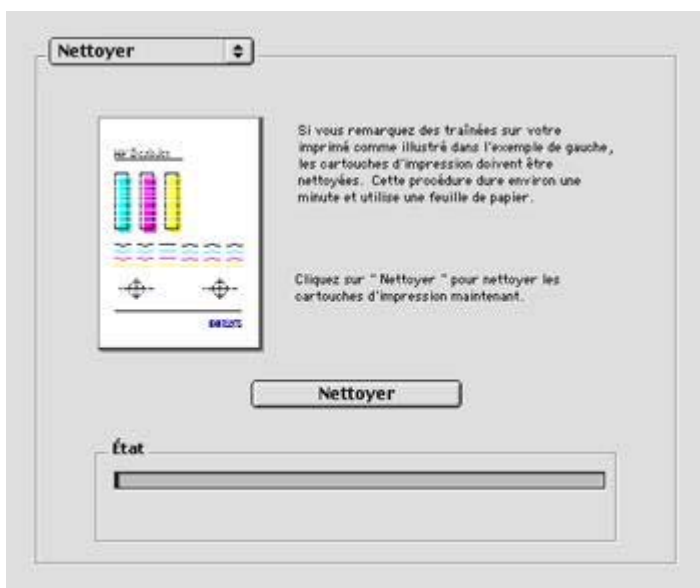 Nettoyer
Si vous remarquez des traînées sur votre
imprimé comme illustré dans l'exemple de gauche,
les cartouches d'impression doivent être
nettoyées. Cette procédure dure environ une
minute et utilise une feuille de papier.
Cliquez sur " Nettoyer " pour nettoyer les
cartouches d'impression maintenant.
Nettoyer
État